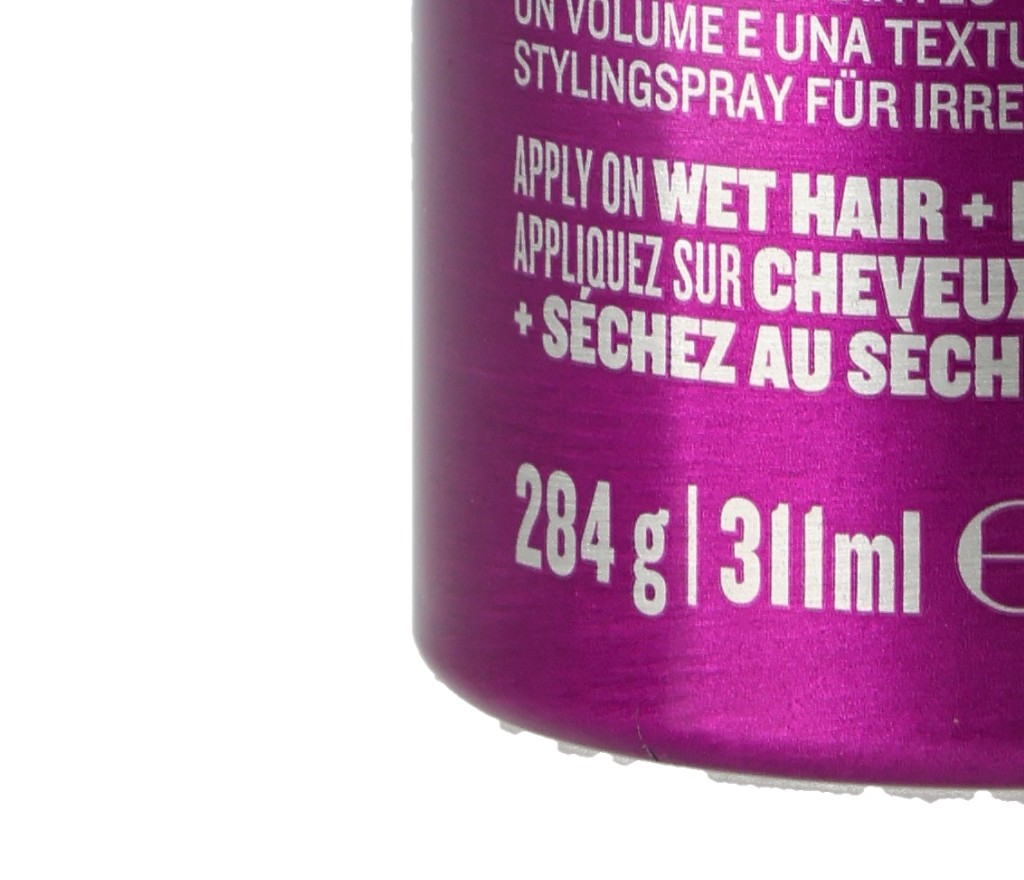 UN VOLUME E UNA TEXTU
STYLINGSPRAY FÜR IRRE
APPLY ON WET HAIR +
APPLIQUEZ SUR CHEVEUX
+ SÉCHEZ AU SÈCH
284 g | 311ml ℮